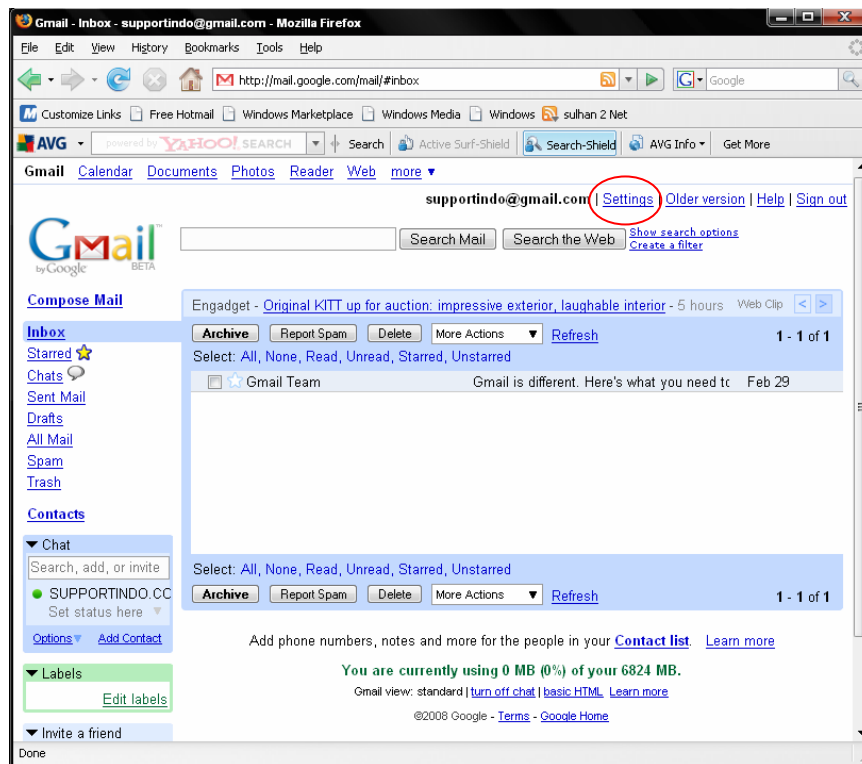 Gmail - Inbox - supportindo@gmail.com - Mozilla Firefox
File Edit View History Bookmarks Tools Help
http://mail.google.com/mail/#inbox
G Google
Customize Links Free Hotmail Windows Marketplace Windows Media Windows sulhan 2 Net
AVG powered by YAHOO! SEARCH Search Active Surf-Shield Search-Shield AVG Info Get More
Gmail Calendar Documents Photos Reader Web more ▼
supportindo@gmail.com | Settings | Older version | Help | Sign out
Gmail™
by Google BETA
Search Mail Search the Web Show search options
Create a filter
Compose Mail
Engadget - Original KITT up for auction: impressive exterior, laughable interior - 5 hours Web Clip < >
Inbox
Archive Report Spam Delete More Actions ▼ Refresh 1 - 1 of 1
Starred
Select: All, None, Read, Unread, Starred, Unstarred
Chats
Gmail Team Gmail is different. Here's what you need to Feb 29
Sent Mail
Drafts
All Mail
Spam
Trash
Contacts
Chat
Search, add, or invite
Select: All, None, Read, Unread, Starred, Unstarred
SUPPORTINDO.CC
Archive Report Spam Delete More Actions ▼ Refresh 1 - 1 of 1
Set status here ▼
Options▼ Add Contact
Add phone numbers, notes and more for the people in your Contact list. Learn more
Labels
You are currently using 0 MB (0%) of your 6824 MB.
Edit labels
Gmail view: standard | turn off chat | basic HTML Learn more
©2008 Google - Terms - Google Home
Invite a friend
Done